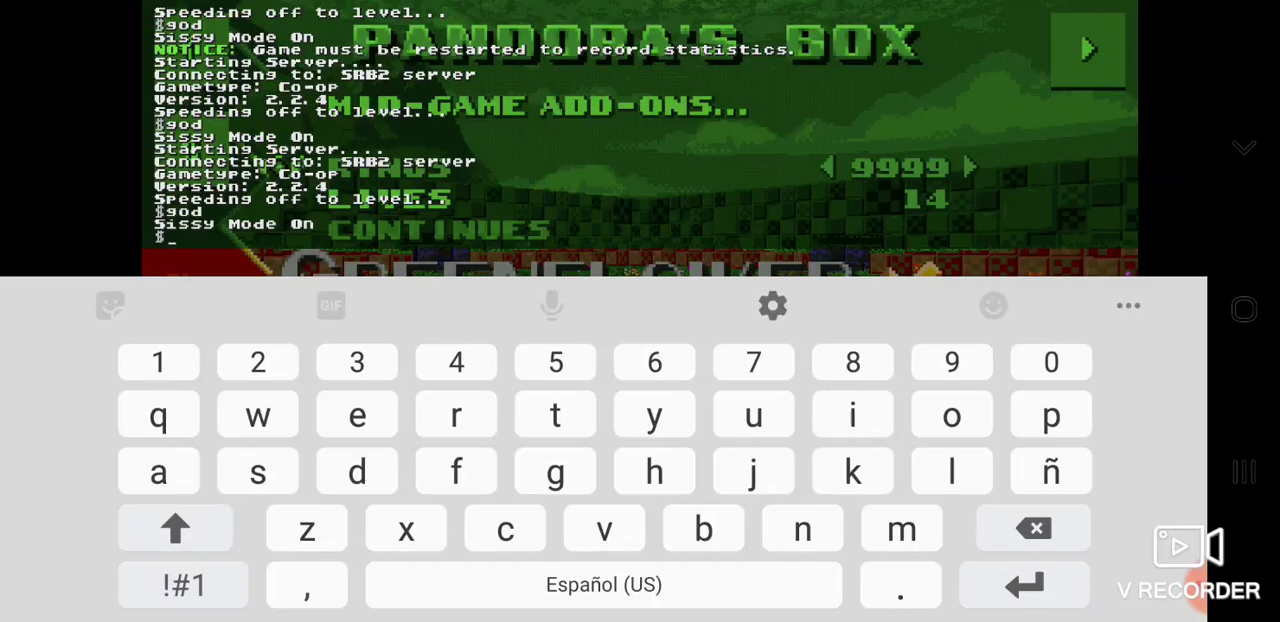 Speeding off to level...
$god
Sissy Mode On
NOTICE: Game must be restarted to record statistics.
Starting Server....
Connecting to: SRB2 server
Gametype: Co-op
Version: 2.2.4
Speeding off to level...
$god
Sissy Mode On
Starting Server....
Connecting to: SRB2 server
Gametype: Co-op
Version: 2.2.4
Speeding off to level...
$god
Sissy Mode On
$_
PANDORA'S BOX
MID-GAME ADD-ONS...
RINGS 9999
LIVES 14
CONTINUES
GREENFLOWER
GIF
1 2 3 4 5 6 7 8 9 0
q w e r t y u i o p
a s d f g h j k l ñ
z x c v b n m
!#1 , Español (US) .
V RECORDER